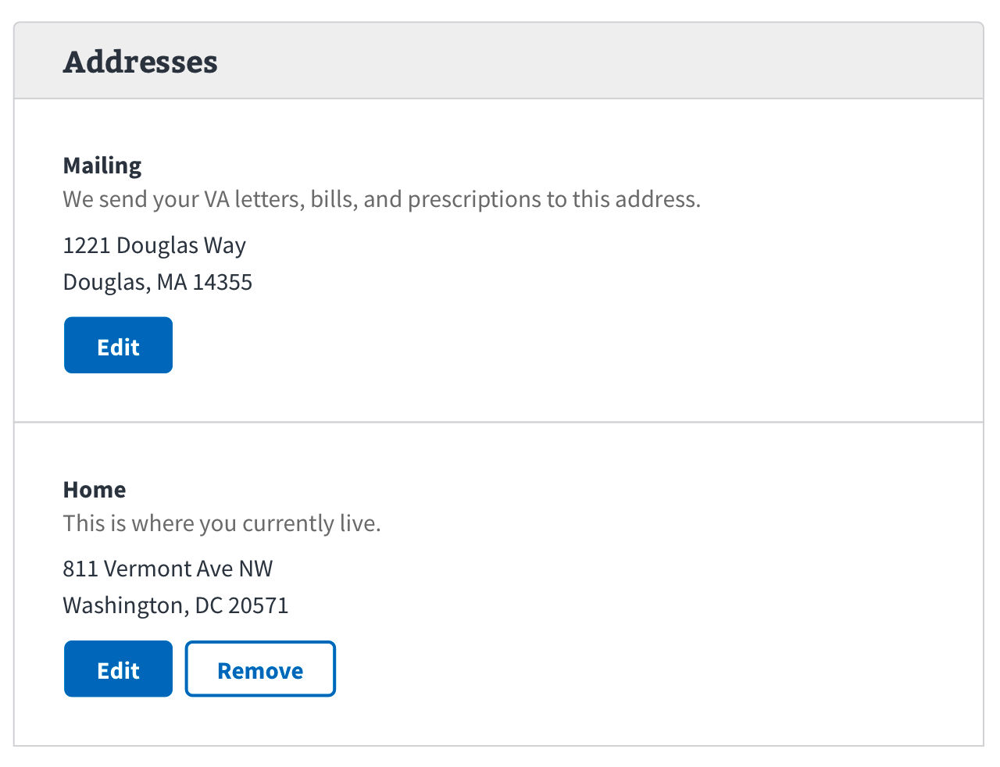 Addresses
Mailing
We send your VA letters, bills, and prescriptions to this address.
1221 Douglas Way
Douglas, MA 14355
Edit
Home
This is where you currently live.
811 Vermont Ave NW
Washington, DC 20571
Edit Remove